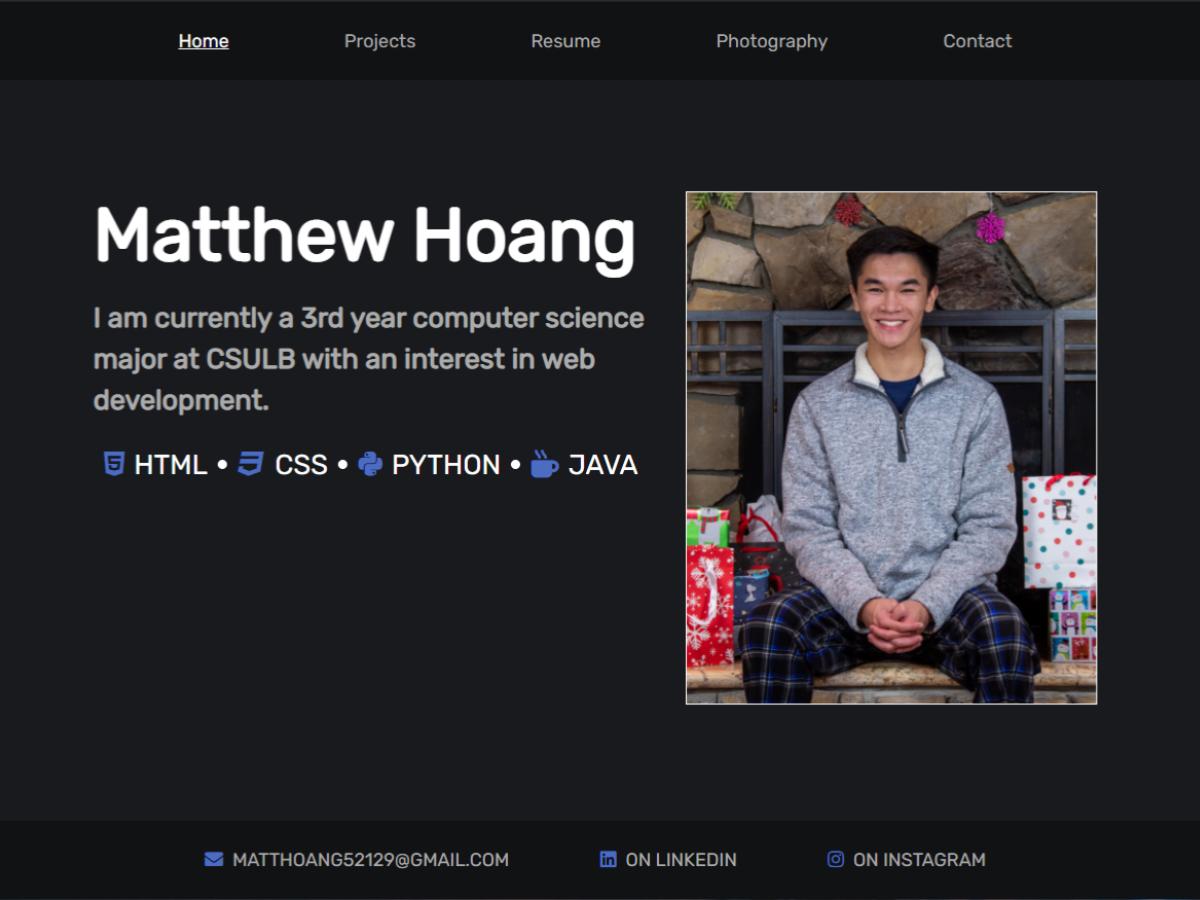 Home Projects Resume Photography Contact
Matthew Hoang
I am currently a 3rd year computer science
major at CSULB with an interest in web
development.
HTML • CSS • PYTHON • JAVA
MATTHOANG52129@GMAIL.COM ON LINKEDIN ON INSTAGRAM